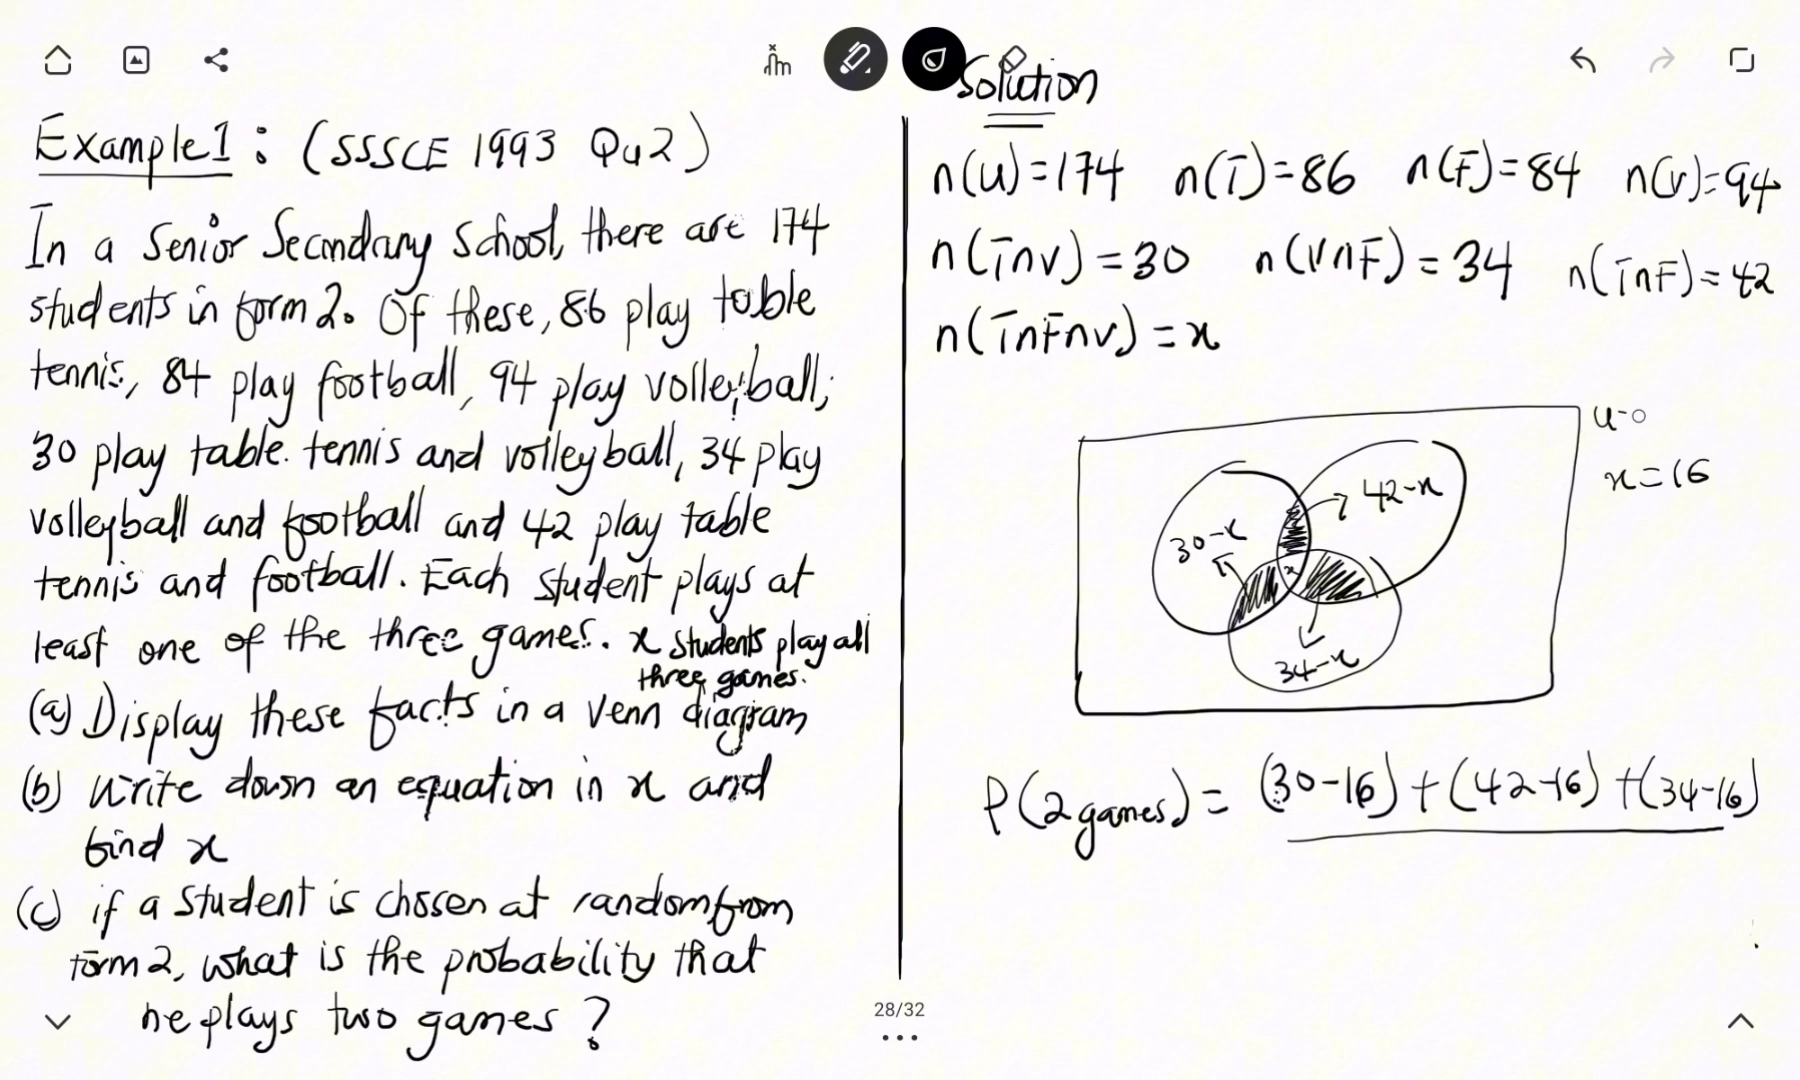 Example1: (SSSCE 1993 Qu2)
In a Senior Secondary school, there are 174
students in form 2. Of these, 86 play table
tennis, 84 play football, 94 play volleyball;
30 play table tennis and volleyball, 34 play
volleyball and football and 42 play table
tennis and football. Each student plays at
least one of the three games. x students play all
three games.
(a) Display these facts in a venn diagram
(b) Write down an equation in x and
find x
(c) if a student is chosen at random from
form 2, what is the probability that
he plays two games?
Solution
n(U)=174 n(T)=86 n(F)=84 n(V)=94
n(T∩V)=30 n(V∩F)=34 n(T∩F)=42
n(T∩F∩V)=x
x=16
42-x
30-x
x
34-x
P(2games)= (30-16)+(42-16)+(34-16)
28/32